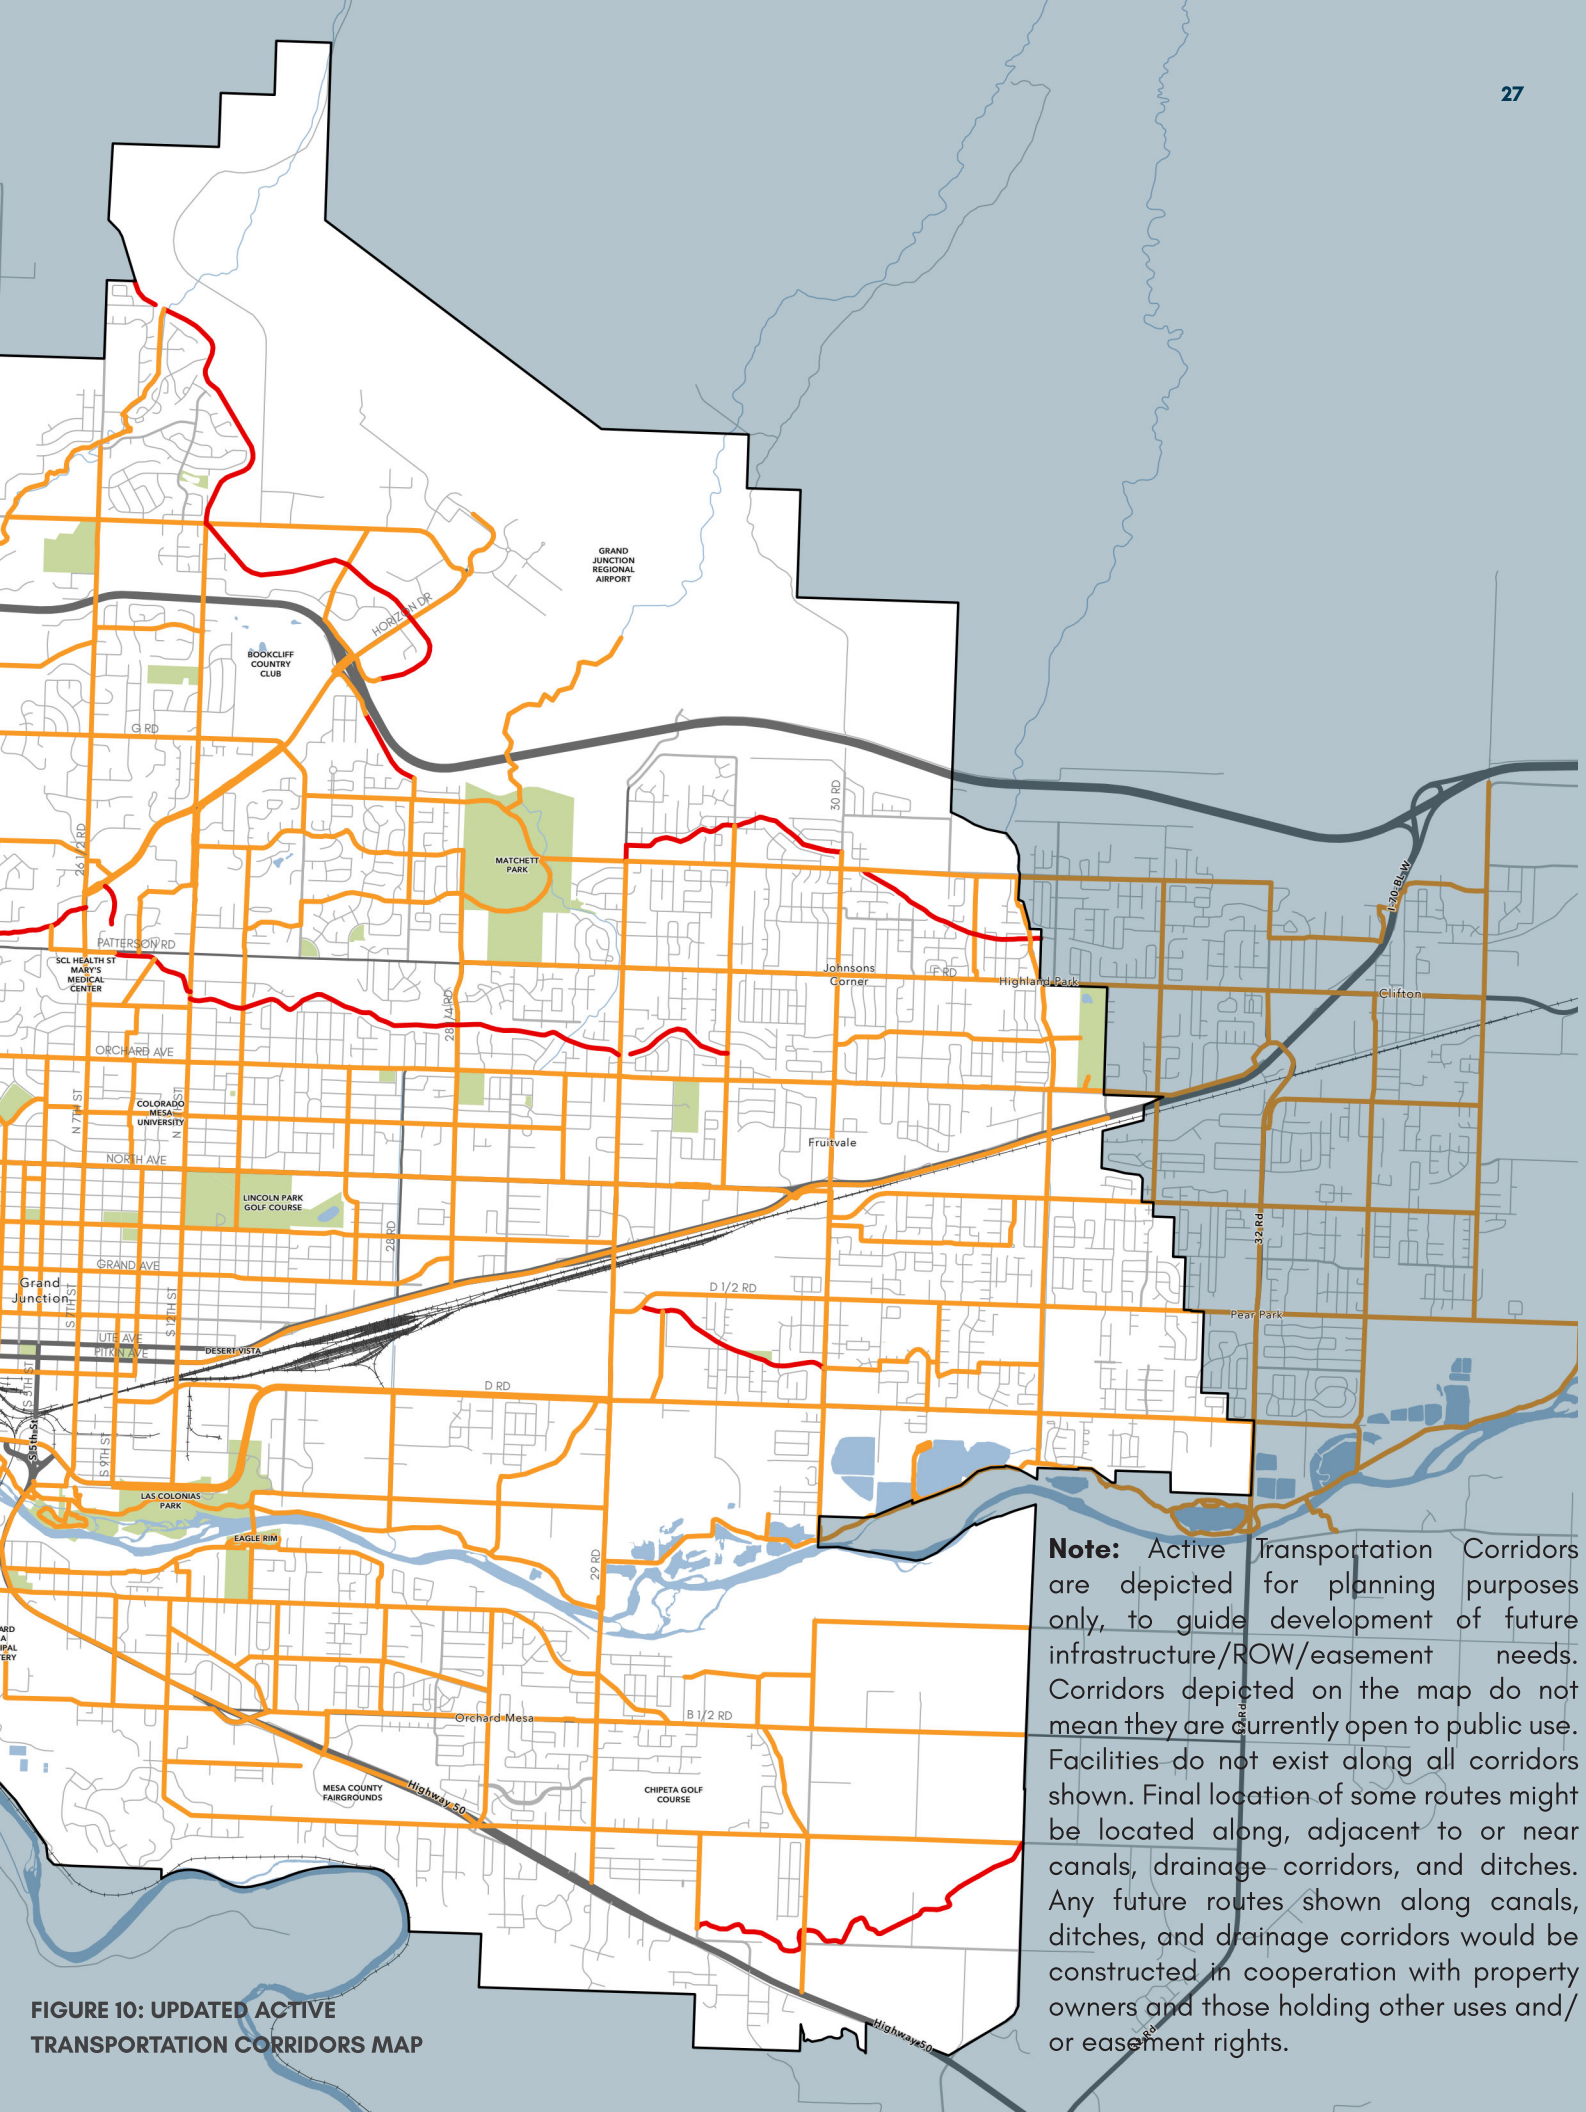 27
GRAND
JUNCTION
REGIONAL
AIRPORT
HORIZON DR
BOOKCLIFF
COUNTRY
CLUB
G RD
30 RD
26 1/2 RD
MATCHETT
PARK
I-70 BL W
PATTERSON RD
SCL HEALTH ST
MARY'S
MEDICAL
CENTER
Johnsons
Corner
F RD
Highland Park
Clifton
28 1/4 RD
ORCHARD AVE
N 7TH ST
COLORADO
MESA
UNIVERSITY
Fruitvale
NORTH AVE
LINCOLN PARK
GOLF COURSE
28 RD
32 Rd
GRAND AVE
Grand
Junction
S 7TH ST
S 12TH ST
D 1/2 RD
Pear Park
UTE AVE
PITKIN AVE
DESERT VISTA
S 5TH ST
D RD
S 5th St
S 9TH ST
LAS COLONIAS
PARK
EAGLE RIM
29 RD
Orchard Mesa
B 1/2 RD
MESA COUNTY
FAIRGROUNDS
Highway 50
CHIPETA GOLF
COURSE
Highway 50
Note: Active Transportation Corridors
are depicted for planning purposes
only, to guide development of future
infrastructure/ROW/easement needs.
Corridors depicted on the map do not
mean they are currently open to public use.
Facilities do not exist along all corridors
shown. Final location of some routes might
be located along, adjacent to or near
canals, drainage corridors, and ditches.
Any future routes shown along canals,
ditches, and drainage corridors would be
constructed in cooperation with property
owners and those holding other uses and/
or easement rights.
FIGURE 10: UPDATED ACTIVE
TRANSPORTATION CORRIDORS MAP